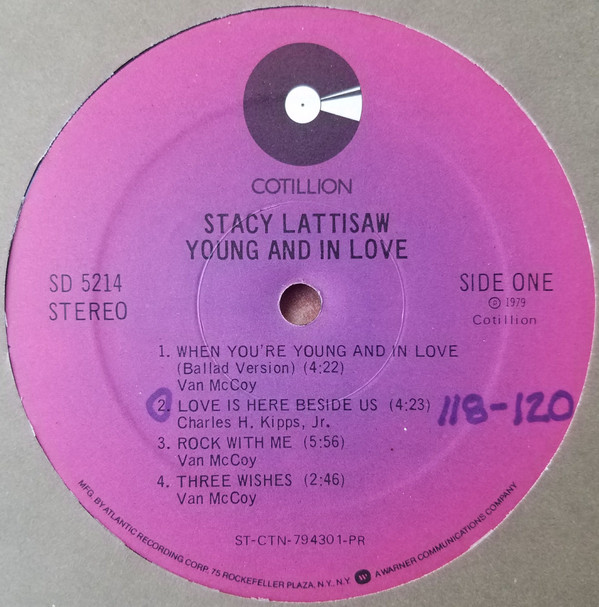 COTILLION
STACY LATTISAW
YOUNG AND IN LOVE
SD 5214
STEREO
SIDE ONE
℗ 1979
Cotillion
1. WHEN YOU'RE YOUNG AND IN LOVE
(Ballad Version) (4:22)
Van McCoy
2. LOVE IS HERE BESIDE US (4:23) 118-120
Charles H. Kipps, Jr.
3. ROCK WITH ME (5:56)
Van McCoy
4. THREE WISHES (2:46)
Van McCoy
ST-CTN-794301-PR
MFG. BY ATLANTIC RECORDING CORP. 75 ROCKEFELLER PLAZA, N.Y. N.Y. W A WARNER COMMUNICATIONS COMPANY